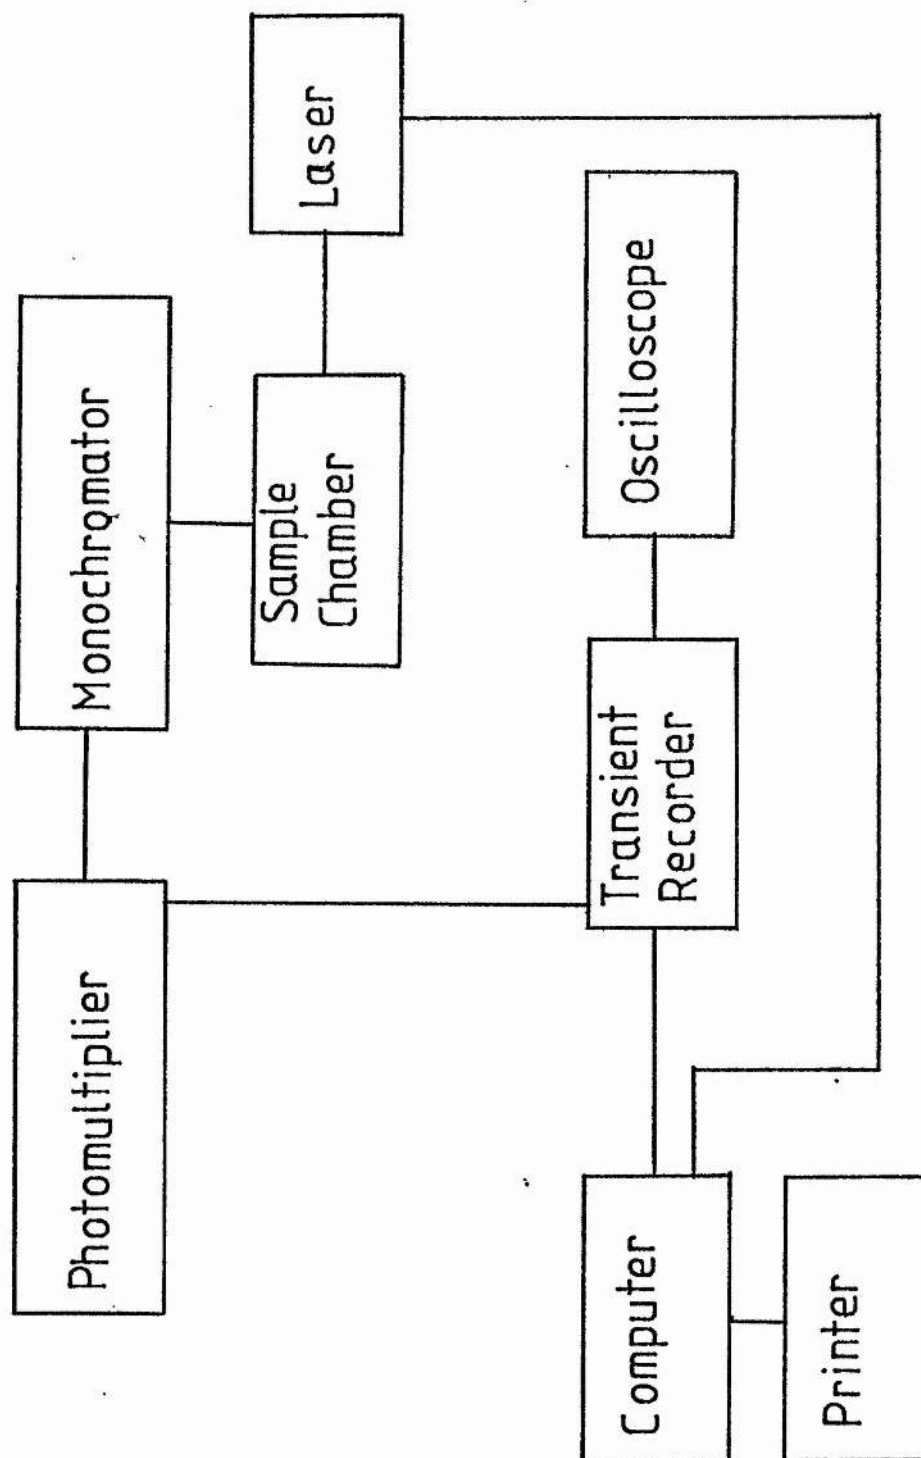 Photomultiplier
Monochromator
Sample
Chamber
Laser
Computer
Transient
Recorder
Oscilloscope
Printer